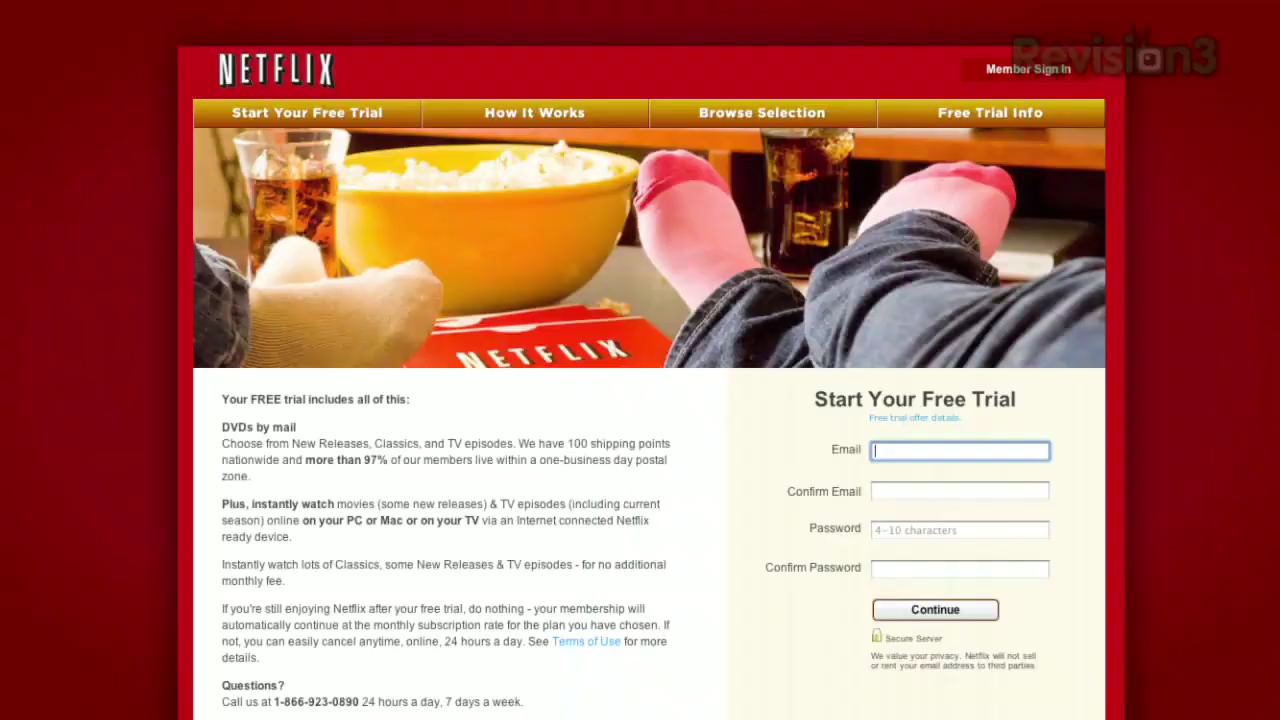 NETFLIX
Revision3
Member Sign In
Start Your Free Trial
How It Works
Browse Selection
Free Trial Info
NETFLIX
Your FREE trial includes all of this:
DVDs by mail
Choose from New Releases, Classics, and TV episodes. We have 100 shipping points
nationwide and more than 97% of our members live within a one-business day postal
zone.
Plus, instantly watch movies (some new releases) & TV episodes (including current
season) online on your PC or Mac or on your TV via an Internet connected Netflix
ready device.
Instantly watch lots of Classics, some New Releases & TV episodes - for no additional
monthly fee.
If you're still enjoying Netflix after your free trial, do nothing - your membership will
automatically continue at the monthly subscription rate for the plan you have chosen. If
not, you can easily cancel anytime, online, 24 hours a day. See Terms of Use for more
details.
Questions?
Call us at 1-866-923-0890 24 hours a day, 7 days a week.
Start Your Free Trial
Free trial offer details.
Email
Confirm Email
Password
4-10 characters
Confirm Password
Continue
Secure Server
We value your privacy. Netflix will not sell
or rent your email address to third parties